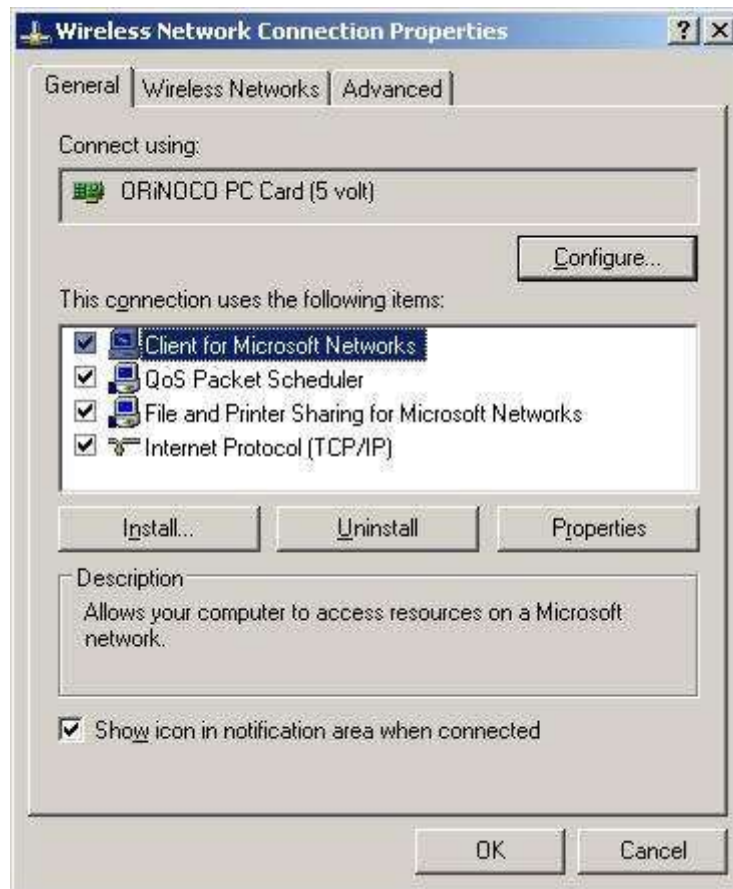 Wireless Network Connection Properties
General Wireless Networks Advanced
Connect using:
ORiNOCO PC Card (5 volt)
Configure...
This connection uses the following items:
Client for Microsoft Networks
QoS Packet Scheduler
File and Printer Sharing for Microsoft Networks
Internet Protocol (TCP/IP)
Install... Uninstall Properties
Description
Allows your computer to access resources on a Microsoft
network.
Show icon in notification area when connected
OK Cancel